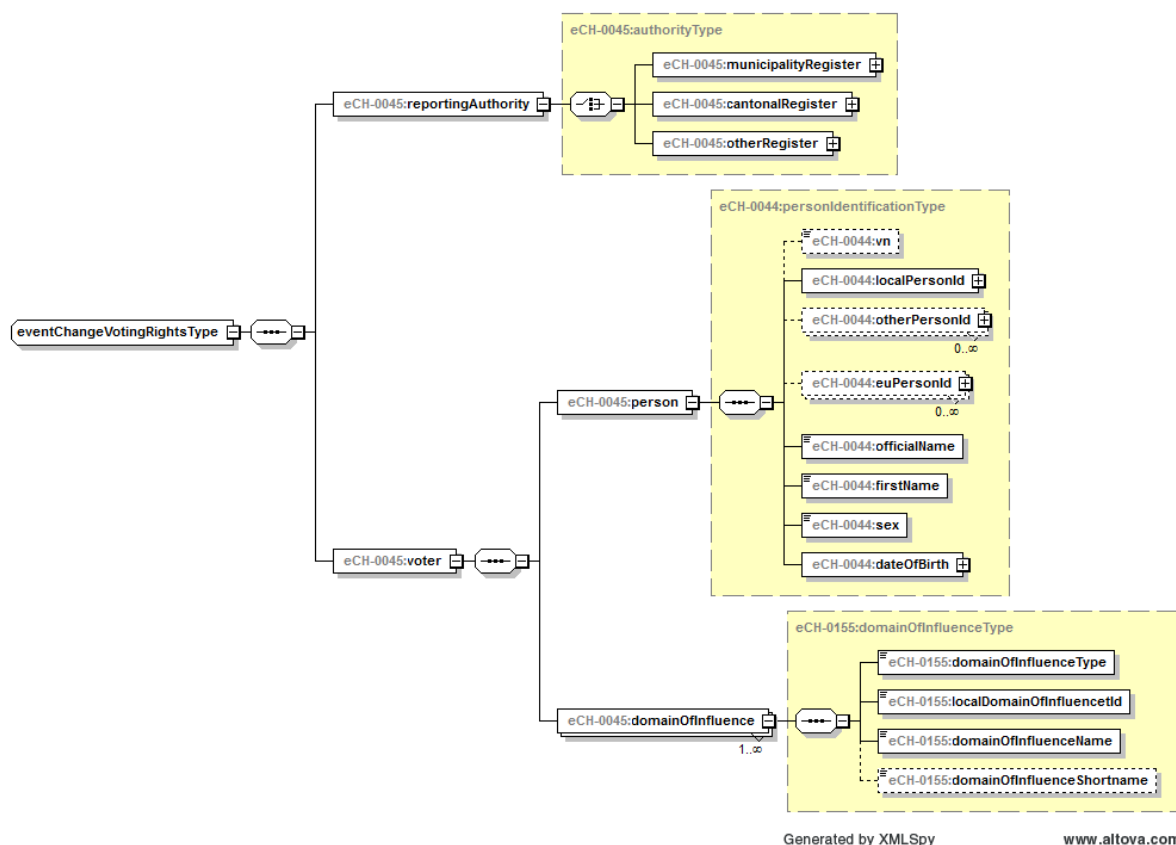 eCH-0045:authorityType
eCH-0045:municipalityRegister
eCH-0045:reportingAuthority
eCH-0045:cantonalRegister
eCH-0045:otherRegister
eCH-0044:personIdentificationType
eCH-0044:vn
eCH-0044:localPersonId
eCH-0044:otherPersonId
0..∞
eventChangeVotingRightsType
eCH-0044:euPersonId
0..∞
eCH-0045:person
eCH-0044:officialName
eCH-0044:firstName
eCH-0044:sex
eCH-0045:voter
eCH-0044:dateOfBirth
eCH-0155:domainOfInfluenceType
eCH-0155:domainOfInfluenceType
eCH-0155:localDomainOfInfluencetId
eCH-0045:domainOfInfluence
1..∞
eCH-0155:domainOfInfluenceName
eCH-0155:domainOfInfluenceShortname
Generated by XMLSpy
www.altova.com